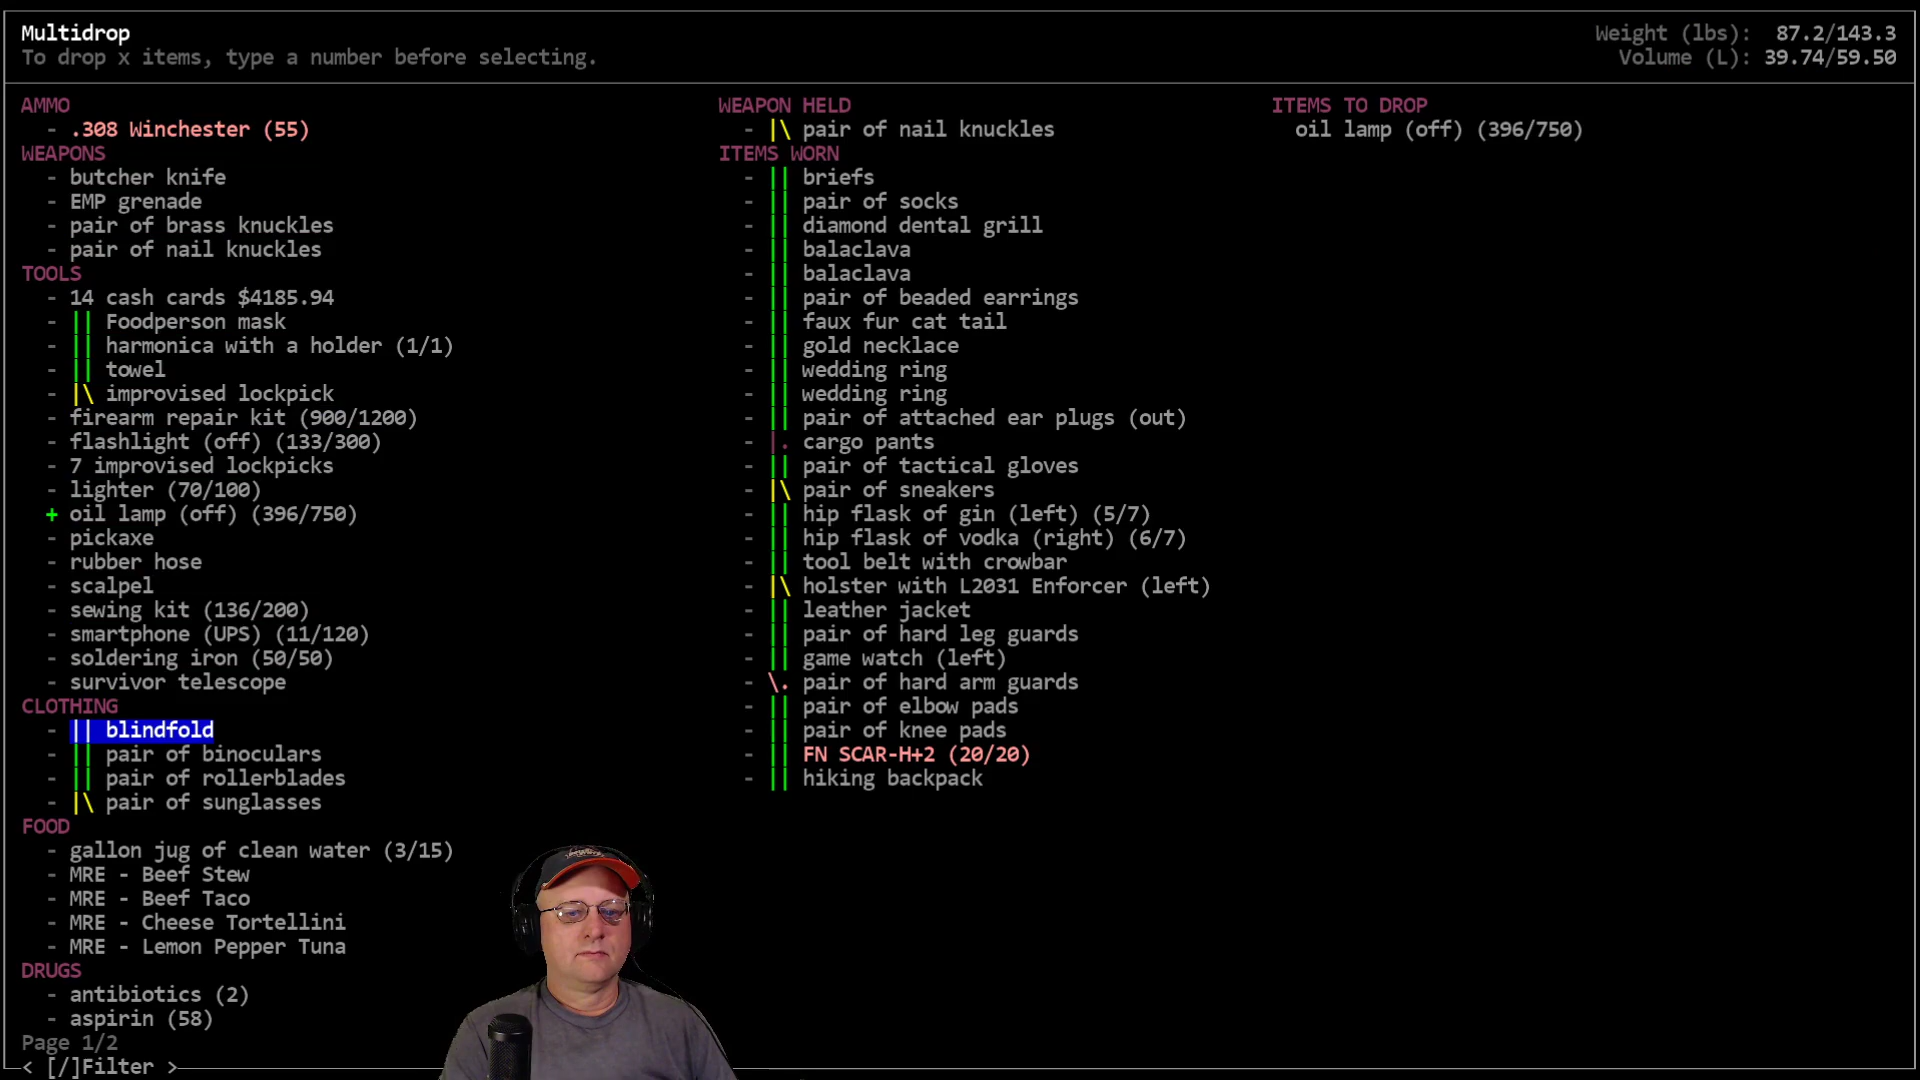 Multidrop
To drop x items, type a number before selecting.
Weight (lbs): 87.2/143.3
Volume (L): 39.74/59.50
AMMO
- .308 Winchester (55)
WEAPONS
- butcher knife
- EMP grenade
- pair of brass knuckles
- pair of nail knuckles
TOOLS
- 14 cash cards $4185.94
- || Foodperson mask
- || harmonica with a holder (1/1)
- || towel
- |\ improvised lockpick
- firearm repair kit (900/1200)
- flashlight (off) (133/300)
- 7 improvised lockpicks
- lighter (70/100)
+ oil lamp (off) (396/750)
- pickaxe
- rubber hose
- scalpel
- sewing kit (136/200)
- smartphone (UPS) (11/120)
- soldering iron (50/50)
- survivor telescope
CLOTHING
- || blindfold
- || pair of binoculars
- || pair of rollerblades
- |\ pair of sunglasses
FOOD
- gallon jug of clean water (3/15)
- MRE - Beef Stew
- MRE - Beef Taco
- MRE - Cheese Tortellini
- MRE - Lemon Pepper Tuna
DRUGS
- antibiotics (2)
- aspirin (58)
Page 1/2
< [/]Filter >
WEAPON HELD
- |\ pair of nail knuckles
ITEMS WORN
- || briefs
- || pair of socks
- || diamond dental grill
- || balaclava
- || balaclava
- || pair of beaded earrings
- || faux fur cat tail
- || gold necklace
- || wedding ring
- || wedding ring
- || pair of attached ear plugs (out)
- |. cargo pants
- || pair of tactical gloves
- |\ pair of sneakers
- || hip flask of gin (left) (5/7)
- || hip flask of vodka (right) (6/7)
- || tool belt with crowbar
- |\ holster with L2031 Enforcer (left)
- || leather jacket
- || pair of hard leg guards
- || game watch (left)
- \. pair of hard arm guards
- || pair of elbow pads
- || pair of knee pads
- || FN SCAR-H+2 (20/20)
- || hiking backpack
ITEMS TO DROP
oil lamp (off) (396/750)